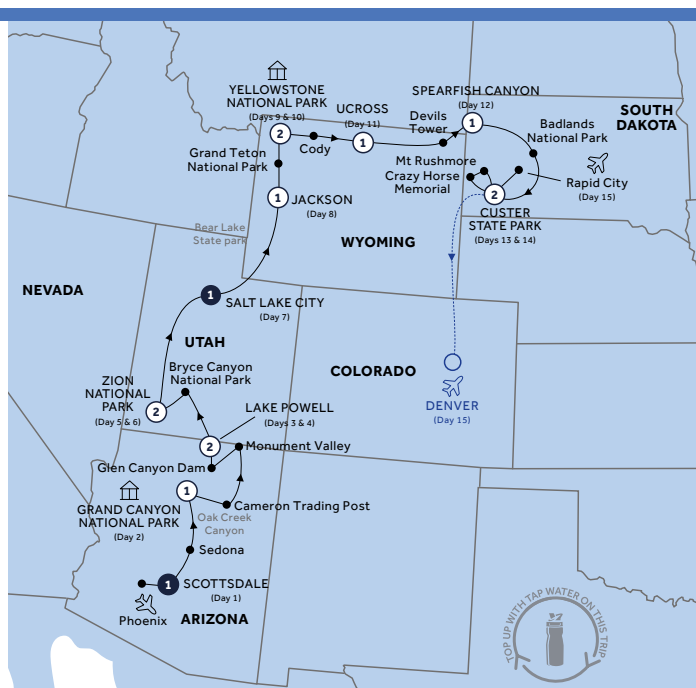 YELLOWSTONE
NATIONAL PARK
(Days 9 & 10)
2
Cody
UCROSS
(Day 11)
1
SPEARFISH CANYON
(Day 12)
1
Devils
Tower
Badlands
National Park
SOUTH
DAKOTA
Grand Teton
National Park
Mt Rushmore
Crazy Horse
Memorial
Rapid City
(Day 15)
2
CUSTER
STATE PARK
(Days 13 & 14)
1
JACKSON
(Day 8)
Bear Lake
State park
WYOMING
NEVADA
1
SALT LAKE CITY
(Day 7)
UTAH
Bryce Canyon
National Park
COLORADO
ZION
NATIONAL
PARK
(Day 5 & 6)
2
DENVER
(Day 15)
LAKE POWELL
(Days 3 & 4)
2
Monument Valley
Glen Canyon Dam
1
GRAND CANYON
NATIONAL PARK
(Day 2)
Cameron Trading Post
Oak Creek
Canyon
Sedona
1
SCOTTSDALE
(Day 1)
Phoenix
ARIZONA
TOP UP WITH TAP WATER ON THIS TRIP